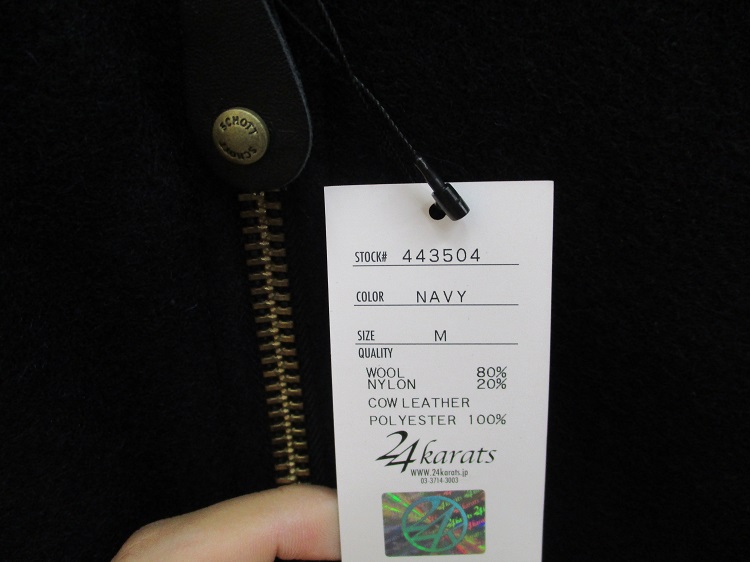 SCHOTT
STOCK# 443504
COLOR NAVY
SIZE M
QUALITY
WOOL 80%
NYLON 20%
COW LEATHER
POLYESTER 100%
24karats
WWW.24karats.jp
03-3714-3003